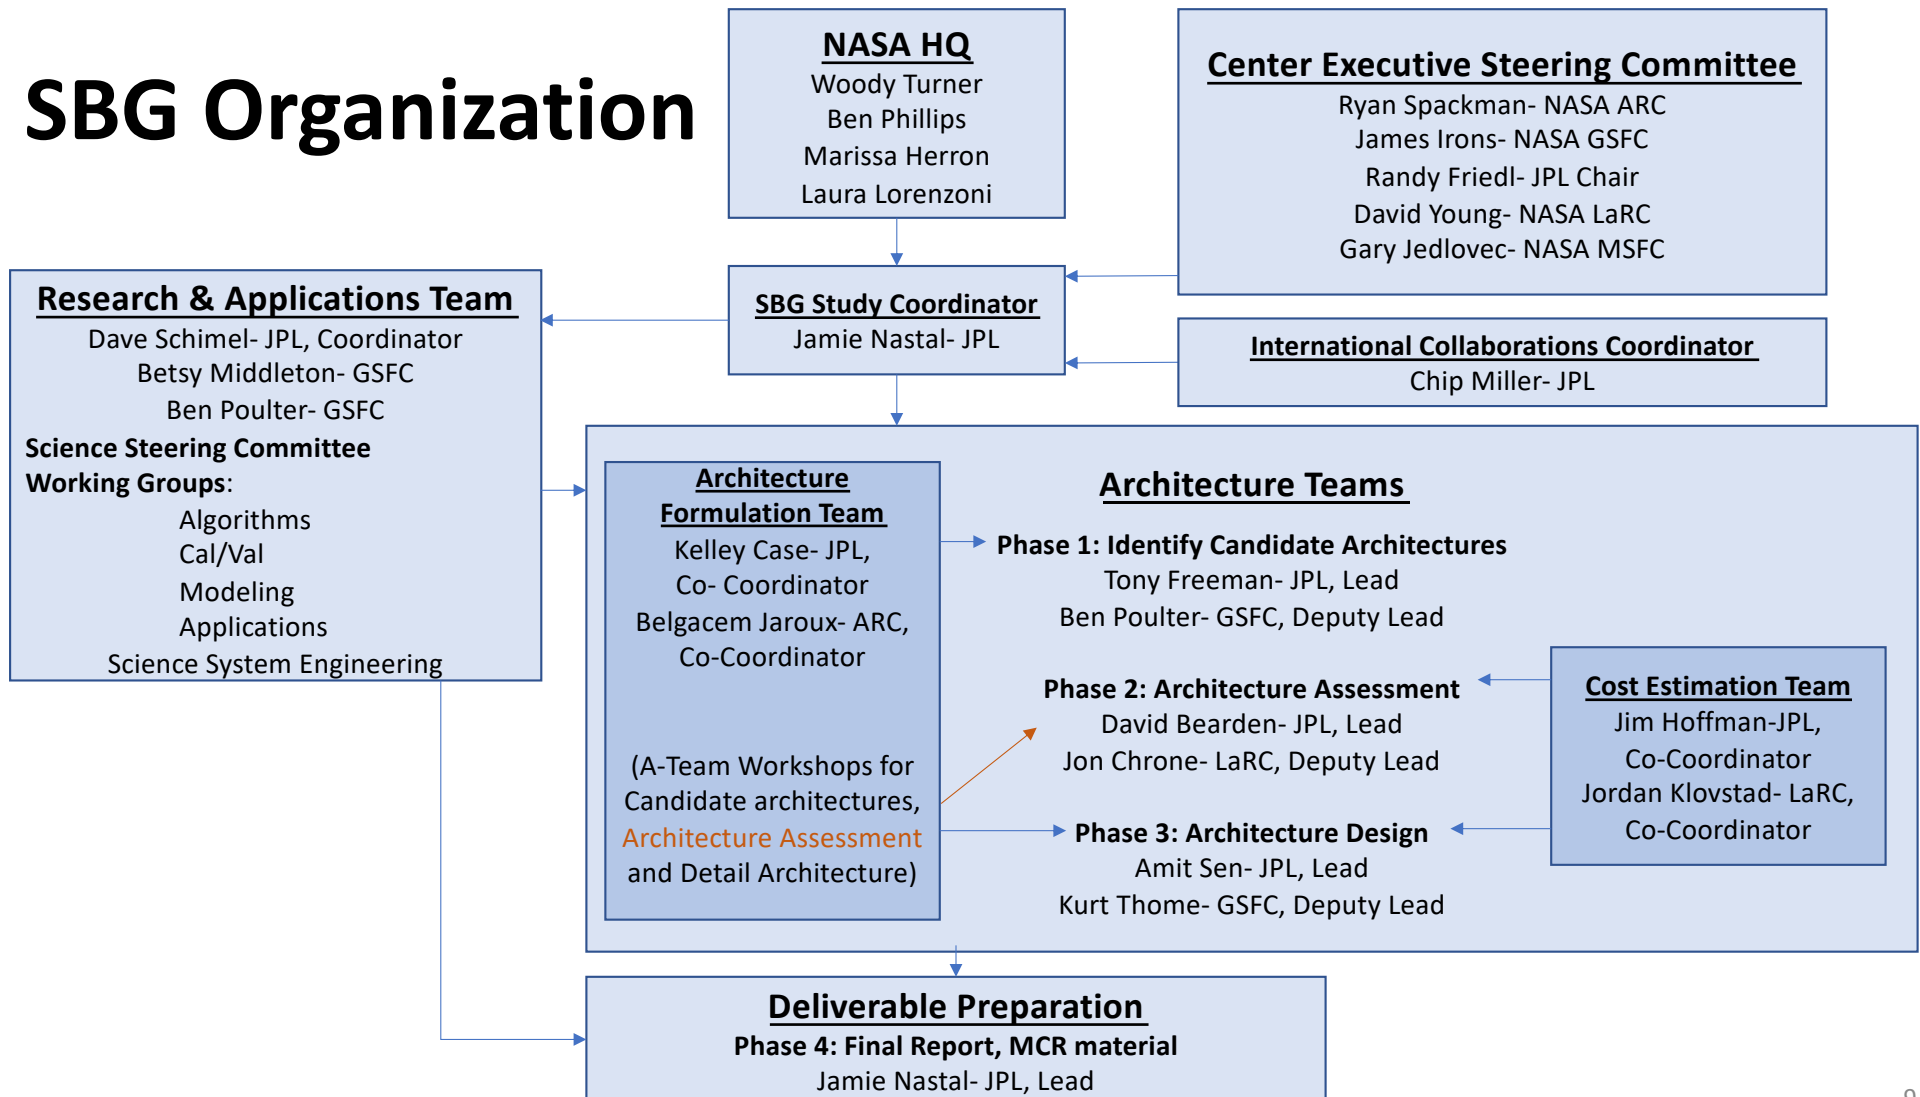 SBG Organization
NASA HQ
Woody Turner
Ben Phillips
Marissa Herron
Laura Lorenzoni
Center Executive Steering Committee
Ryan Spackman- NASA ARC
James Irons- NASA GSFC
Randy Friedl- JPL Chair
David Young- NASA LaRC
Gary Jedlovec- NASA MSFC
SBG Study Coordinator
Jamie Nastal- JPL
International Collaborations Coordinator
Chip Miller- JPL
Research & Applications Team
Dave Schimel- JPL, Coordinator
Betsy Middleton- GSFC
Ben Poulter- GSFC
Science Steering Committee
Working Groups:
Algorithms
Cal/Val
Modeling
Applications
Science System Engineering
Architecture
Formulation Team
Kelley Case- JPL,
Co- Coordinator
Belgacem Jaroux- ARC,
Co-Coordinator
(A-Team Workshops for
Candidate architectures,
Architecture Assessment
and Detail Architecture)
Architecture Teams
Phase 1: Identify Candidate Architectures
Tony Freeman- JPL, Lead
Ben Poulter- GSFC, Deputy Lead
Phase 2: Architecture Assessment
David Bearden- JPL, Lead
Jon Chrone- LaRC, Deputy Lead
Phase 3: Architecture Design
Amit Sen- JPL, Lead
Kurt Thome- GSFC, Deputy Lead
Cost Estimation Team
Jim Hoffman-JPL,
Co-Coordinator
Jordan Klovstad- LaRC,
Co-Coordinator
Deliverable Preparation
Phase 4: Final Report, MCR material
Jamie Nastal- JPL, Lead